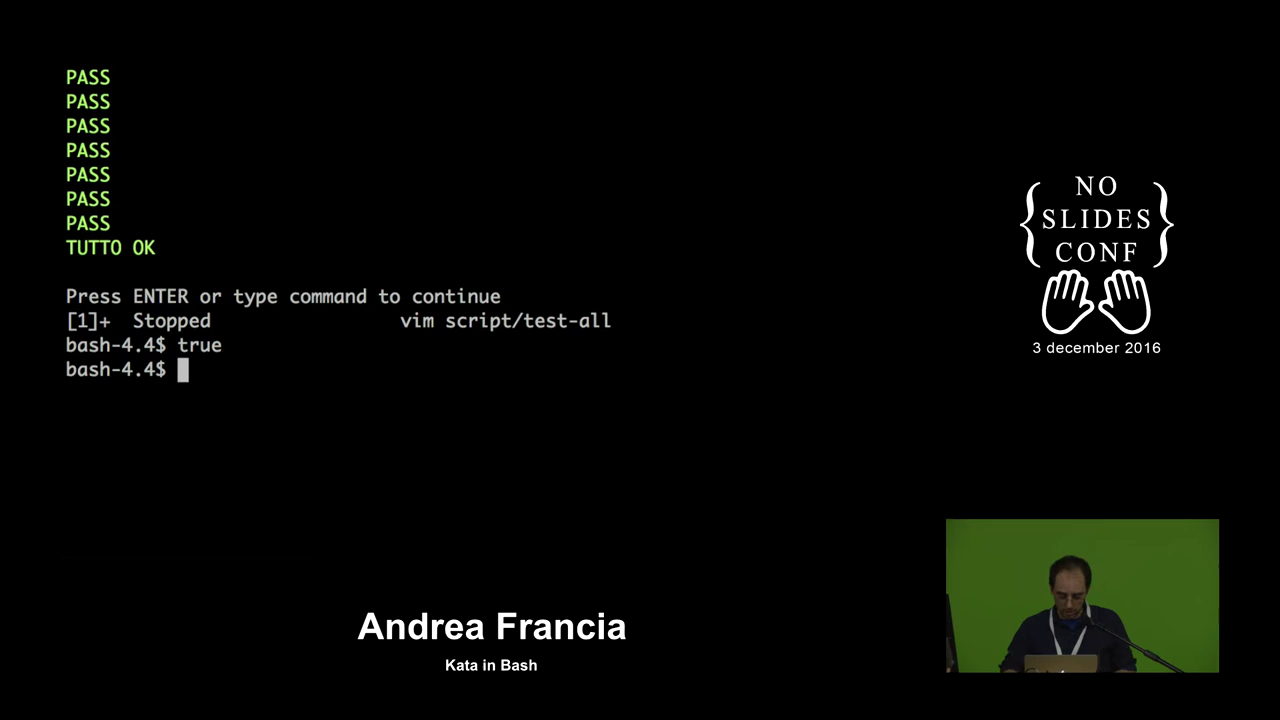 PASS
PASS
PASS
PASS
PASS
PASS
PASS
TUTTO OK
Press ENTER or type command to continue
[1]+  Stopped                 vim script/test-all
bash-4.4$ true
bash-4.4$
{ NO
SLIDES
CONF }
3 december 2016
Andrea Francia
Kata in Bash